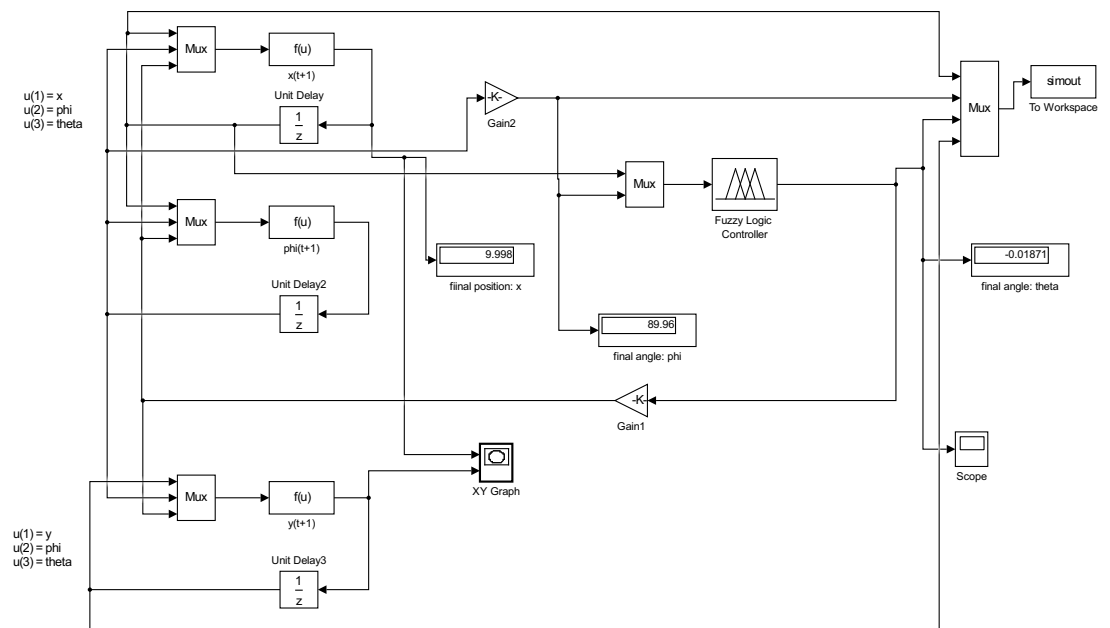 Mux
f(u)
x(t+1)
u(1) = x
u(2) = phi
u(3) = theta
Unit Delay
1
z
-K-
Gain2
Mux
simout
To Workspace
Mux
Fuzzy Logic
Controller
Mux
f(u)
phi(t+1)
9.998
fiinal position: x
-0.01871
final angle: theta
Unit Delay2
1
z
89.96
final angle: phi
-K-
Gain1
XY Graph
Scope
Mux
f(u)
y(t+1)
u(1) = y
u(2) = phi
u(3) = theta
Unit Delay3
1
z